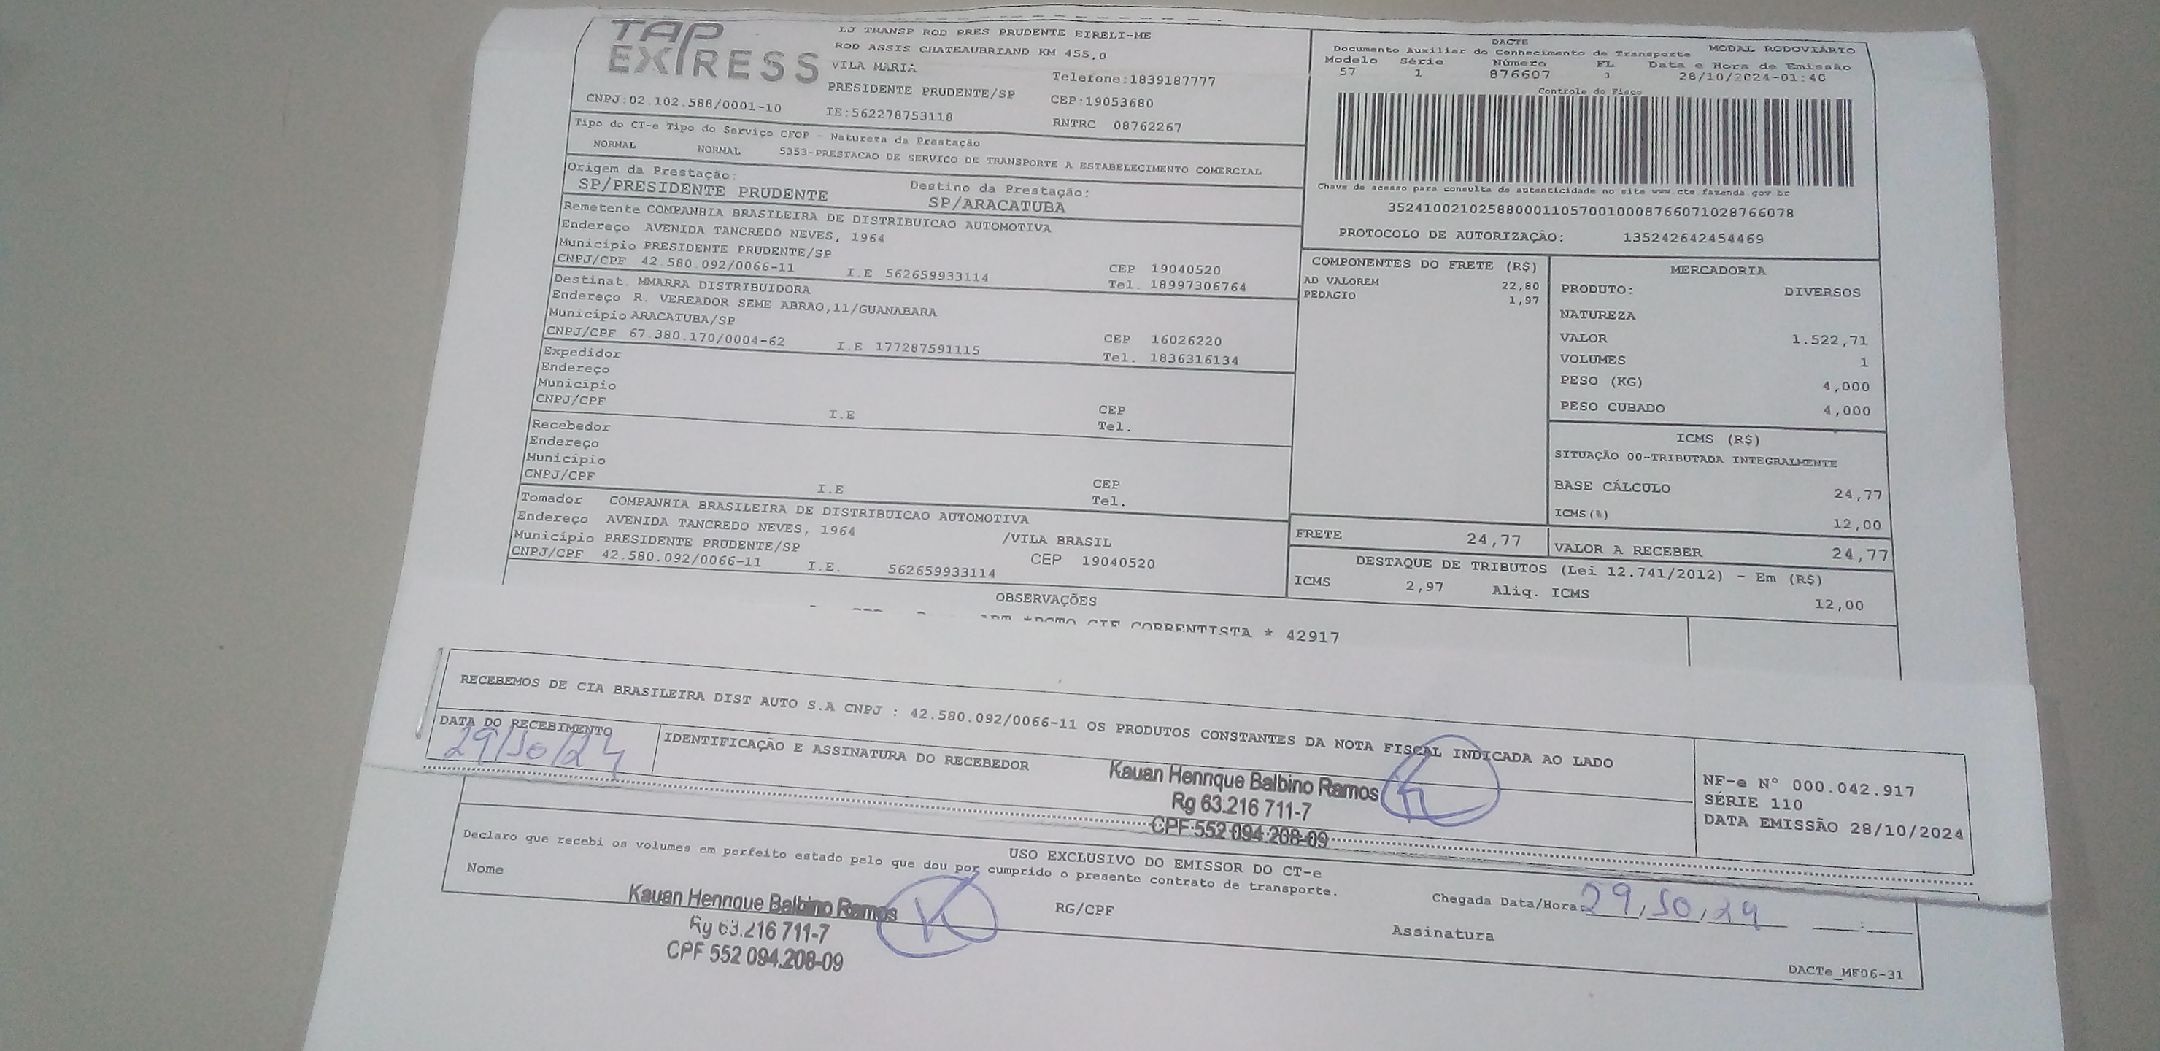 TAP EXPRESS
LJ TRANSP ROD PRES PRUDENTE EIRELI-ME
ROD ASSIS CHATEAUBRIAND KM 455,0
VILA MARIA
Telefone:1839187777
PRESIDENTE PRUDENTE/SP
CEP:19053680
CNPJ:02.102.588/0001-10
IE:562278753118
RNTRC 08762267
DACTE
Documento Auxiliar do Conhecimento de Transporte MODAL RODOVIÁRIO
Modelo Série Número FL Data e Hora de Emissão
57 1 876607 1 28/10/2024-01:40
Controle do Fisco
Chave de acesso para consulta de autenticidade no site www.cte.fazenda.gov.br
35241002102588000110570010008766071028766078
PROTOCOLO DE AUTORIZAÇÃO: 135242642454469
Tipo do CT-e Tipo do Serviço CFOP - Natureza da Prestação
NORMAL NORMAL 5353-PRESTACAO DE SERVICO DE TRANSPORTE A ESTABELECIMENTO COMERCIAL
Origem da Prestação: Destino da Prestação:
SP/PRESIDENTE PRUDENTE SP/ARACATUBA
Remetente COMPANHIA BRASILEIRA DE DISTRIBUICAO AUTOMOTIVA
Endereço AVENIDA TANCREDO NEVES, 1964
Município PRESIDENTE PRUDENTE/SP CEP 19040520
CNPJ/CPF 42.580.092/0066-11 I.E 562659933114 Tel. 18997306764
Destinat. MMARRA DISTRIBUIDORA
Endereço R. VEREADOR SEME ABRAO,11/GUANABARA
Município ARACATUBA/SP CEP 16026220
CNPJ/CPF 67.380.170/0004-62 I.E 177287591115 Tel. 1836316134
Expedidor
Endereço
Município CEP
CNPJ/CPF I.E Tel.
Recebedor
Endereço
Município CEP
CNPJ/CPF I.E Tel.
Tomador COMPANHIA BRASILEIRA DE DISTRIBUICAO AUTOMOTIVA
Endereço AVENIDA TANCREDO NEVES, 1964 /VILA BRASIL
Município PRESIDENTE PRUDENTE/SP CEP 19040520
CNPJ/CPF 42.580.092/0066-11 I.E. 562659933114
COMPONENTES DO FRETE (R$)
AD VALOREM 22,80
PEDAGIO 1,97
MERCADORIA
PRODUTO: DIVERSOS
NATUREZA
VALOR 1.522,71
VOLUMES 1
PESO (KG) 4,000
PESO CUBADO 4,000
ICMS (R$)
SITUAÇÃO 00-TRIBUTADA INTEGRALMENTE
BASE CÁLCULO 24,77
ICMS(%) 12,00
FRETE 24,77 VALOR A RECEBER 24,77
DESTAQUE DE TRIBUTOS (Lei 12.741/2012) - Em (R$)
ICMS 2,97 Aliq. ICMS 12,00
OBSERVAÇÕES
CORRENTISTA * 42917
RECEBEMOS DE CIA BRASILEIRA DIST AUTO S.A CNPJ : 42.580.092/0066-11 OS PRODUTOS CONSTANTES DA NOTA FISCAL INDICADA AO LADO
DATA DO RECEBIMENTO
29/10/24
IDENTIFICAÇÃO E ASSINATURA DO RECEBEDOR
Kauan Henrique Balbino Ramos
Rg 63.216 711-7
CPF 552 094.208-09
NF-e N° 000.042.917
SÉRIE 110
DATA EMISSÃO 28/10/2024
USO EXCLUSIVO DO EMISSOR DO CT-e
Declaro que recebi os volumes em perfeito estado pelo que dou por cumprido o presente contrato de transporte.
Nome
Kauan Henrique Balbino Ramos
Rg 63.216 711-7
CPF 552 094.208-09
RG/CPF
Chegada Data/Hora: 29/10/24
Assinatura
DACTe_MF06-31